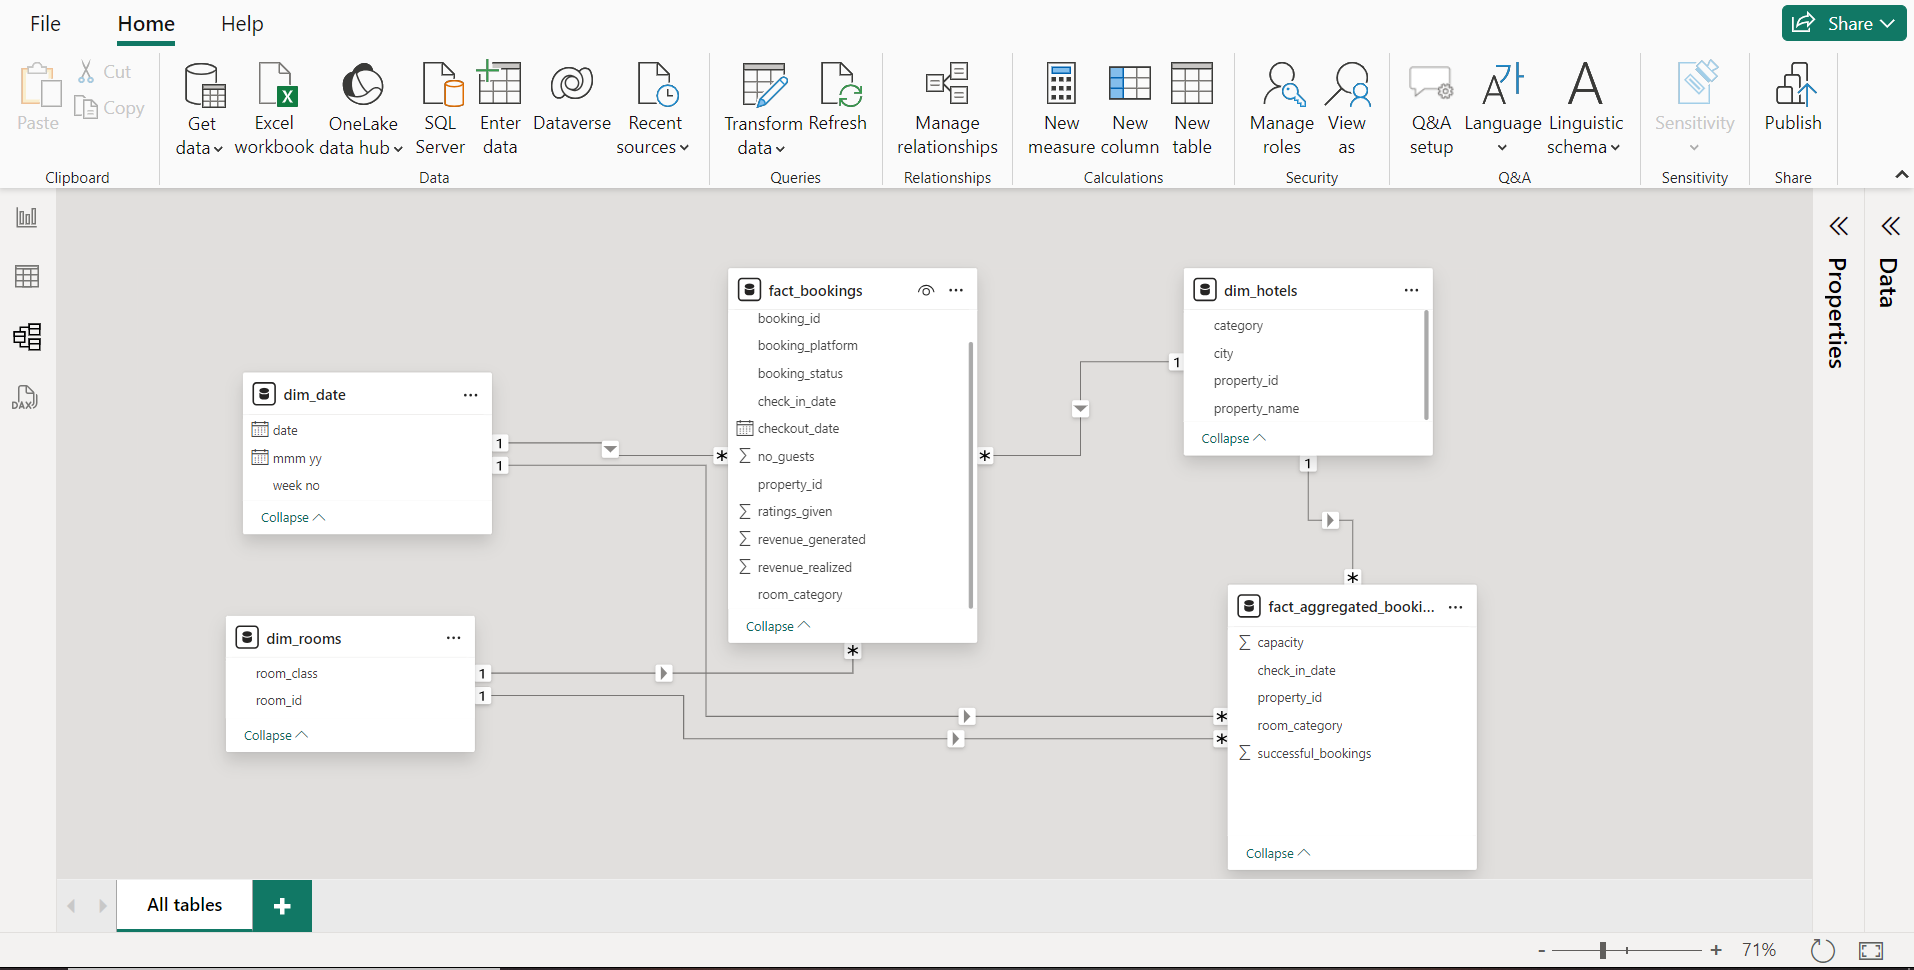 File
Home
Help
Share
Paste
Cut
Copy
Clipboard
Get data
Excel workbook
OneLake data hub
SQL Server
Enter data
Dataverse
Recent sources
Data
Transform data
Refresh
Queries
Manage relationships
Relationships
New measure
New column
New table
Calculations
Manage roles
View as
Security
Q&A setup
Language
Linguistic schema
Q&A
Sensitivity
Sensitivity
Publish
Share
DAX
dim_date
date
mmm yy
week no
Collapse
1
1
dim_rooms
room_class
room_id
Collapse
1
1
fact_bookings
booking_id
booking_platform
booking_status
check_in_date
checkout_date
no_guests
property_id
ratings_given
revenue_generated
revenue_realized
room_category
Collapse
*
*
*
dim_hotels
category
city
property_id
property_name
Collapse
1
1
*
fact_aggregated_booki...
capacity
check_in_date
property_id
room_category
successful_bookings
Collapse
*
*
Properties
Data
All tables
+
- + 71%